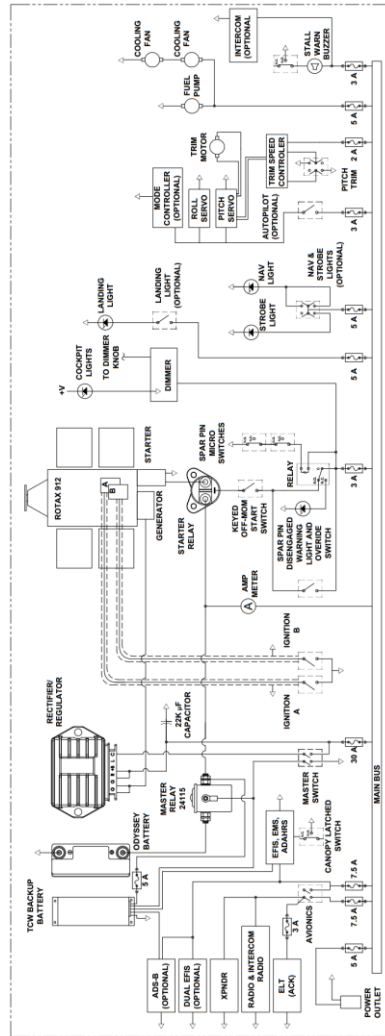 COOLING
FAN
COOLING
FAN
FUEL
PUMP
INTERCOM
(OPTIONAL)
STALL
WARN
BUZZER
3 A
5 A
TRIM
MOTOR
MODE
CONTROLLER
(OPTIONAL)
ROLL
SERVO
PITCH
SERVO
TRIM SPEED
CONTROLER
AUTOPILOT
(OPTIONAL)
PITCH
TRIM
2 A
3 A
LANDING
LIGHT
LANDING
LIGHT
(OPTIONAL)
NAV
LIGHT
STROBE
LIGHT
NAV &
STROBE
LIGHTS
(OPTIONAL)
5 A
5 A
COCKPIT
LIGHTS
+V
TO DIMMER
KNOB
DIMMER
ROTAX 912
A
B
STARTER
GENERATOR
STARTER
RELAY
SPAR PIN
MICRO
SWITCHES
KEYED
OFF-MOM
START
SWITCH
RELAY
SPAR PIN
DISENGAGED
WARNING
LIGHT AND
OVERIDE
SWITCH
3 A
AMP
METER
A
IGNITION
B
IGNITION
A
RECTIFIER/
REGULATOR
G G R B L C
22K µF
CAPACITOR
MASTER
RELAY
24115
MASTER
SWITCH
30 A
TCW BACKUP
BATTERY
ODYSSEY
BATTERY
5 A
EFIS, EMS,
ADAHRS
CANOPY LATCHED
SWITCH
ADS-B
(OPTIONAL)
DUAL EFIS
(OPTIONAL)
XPNDR
RADIO & INTERCOM
RADIO
ELT
(ACK)
3 A
AVIONICS
7.5 A
7.5 A
5 A
POWER
OUTLET
MAIN BUS